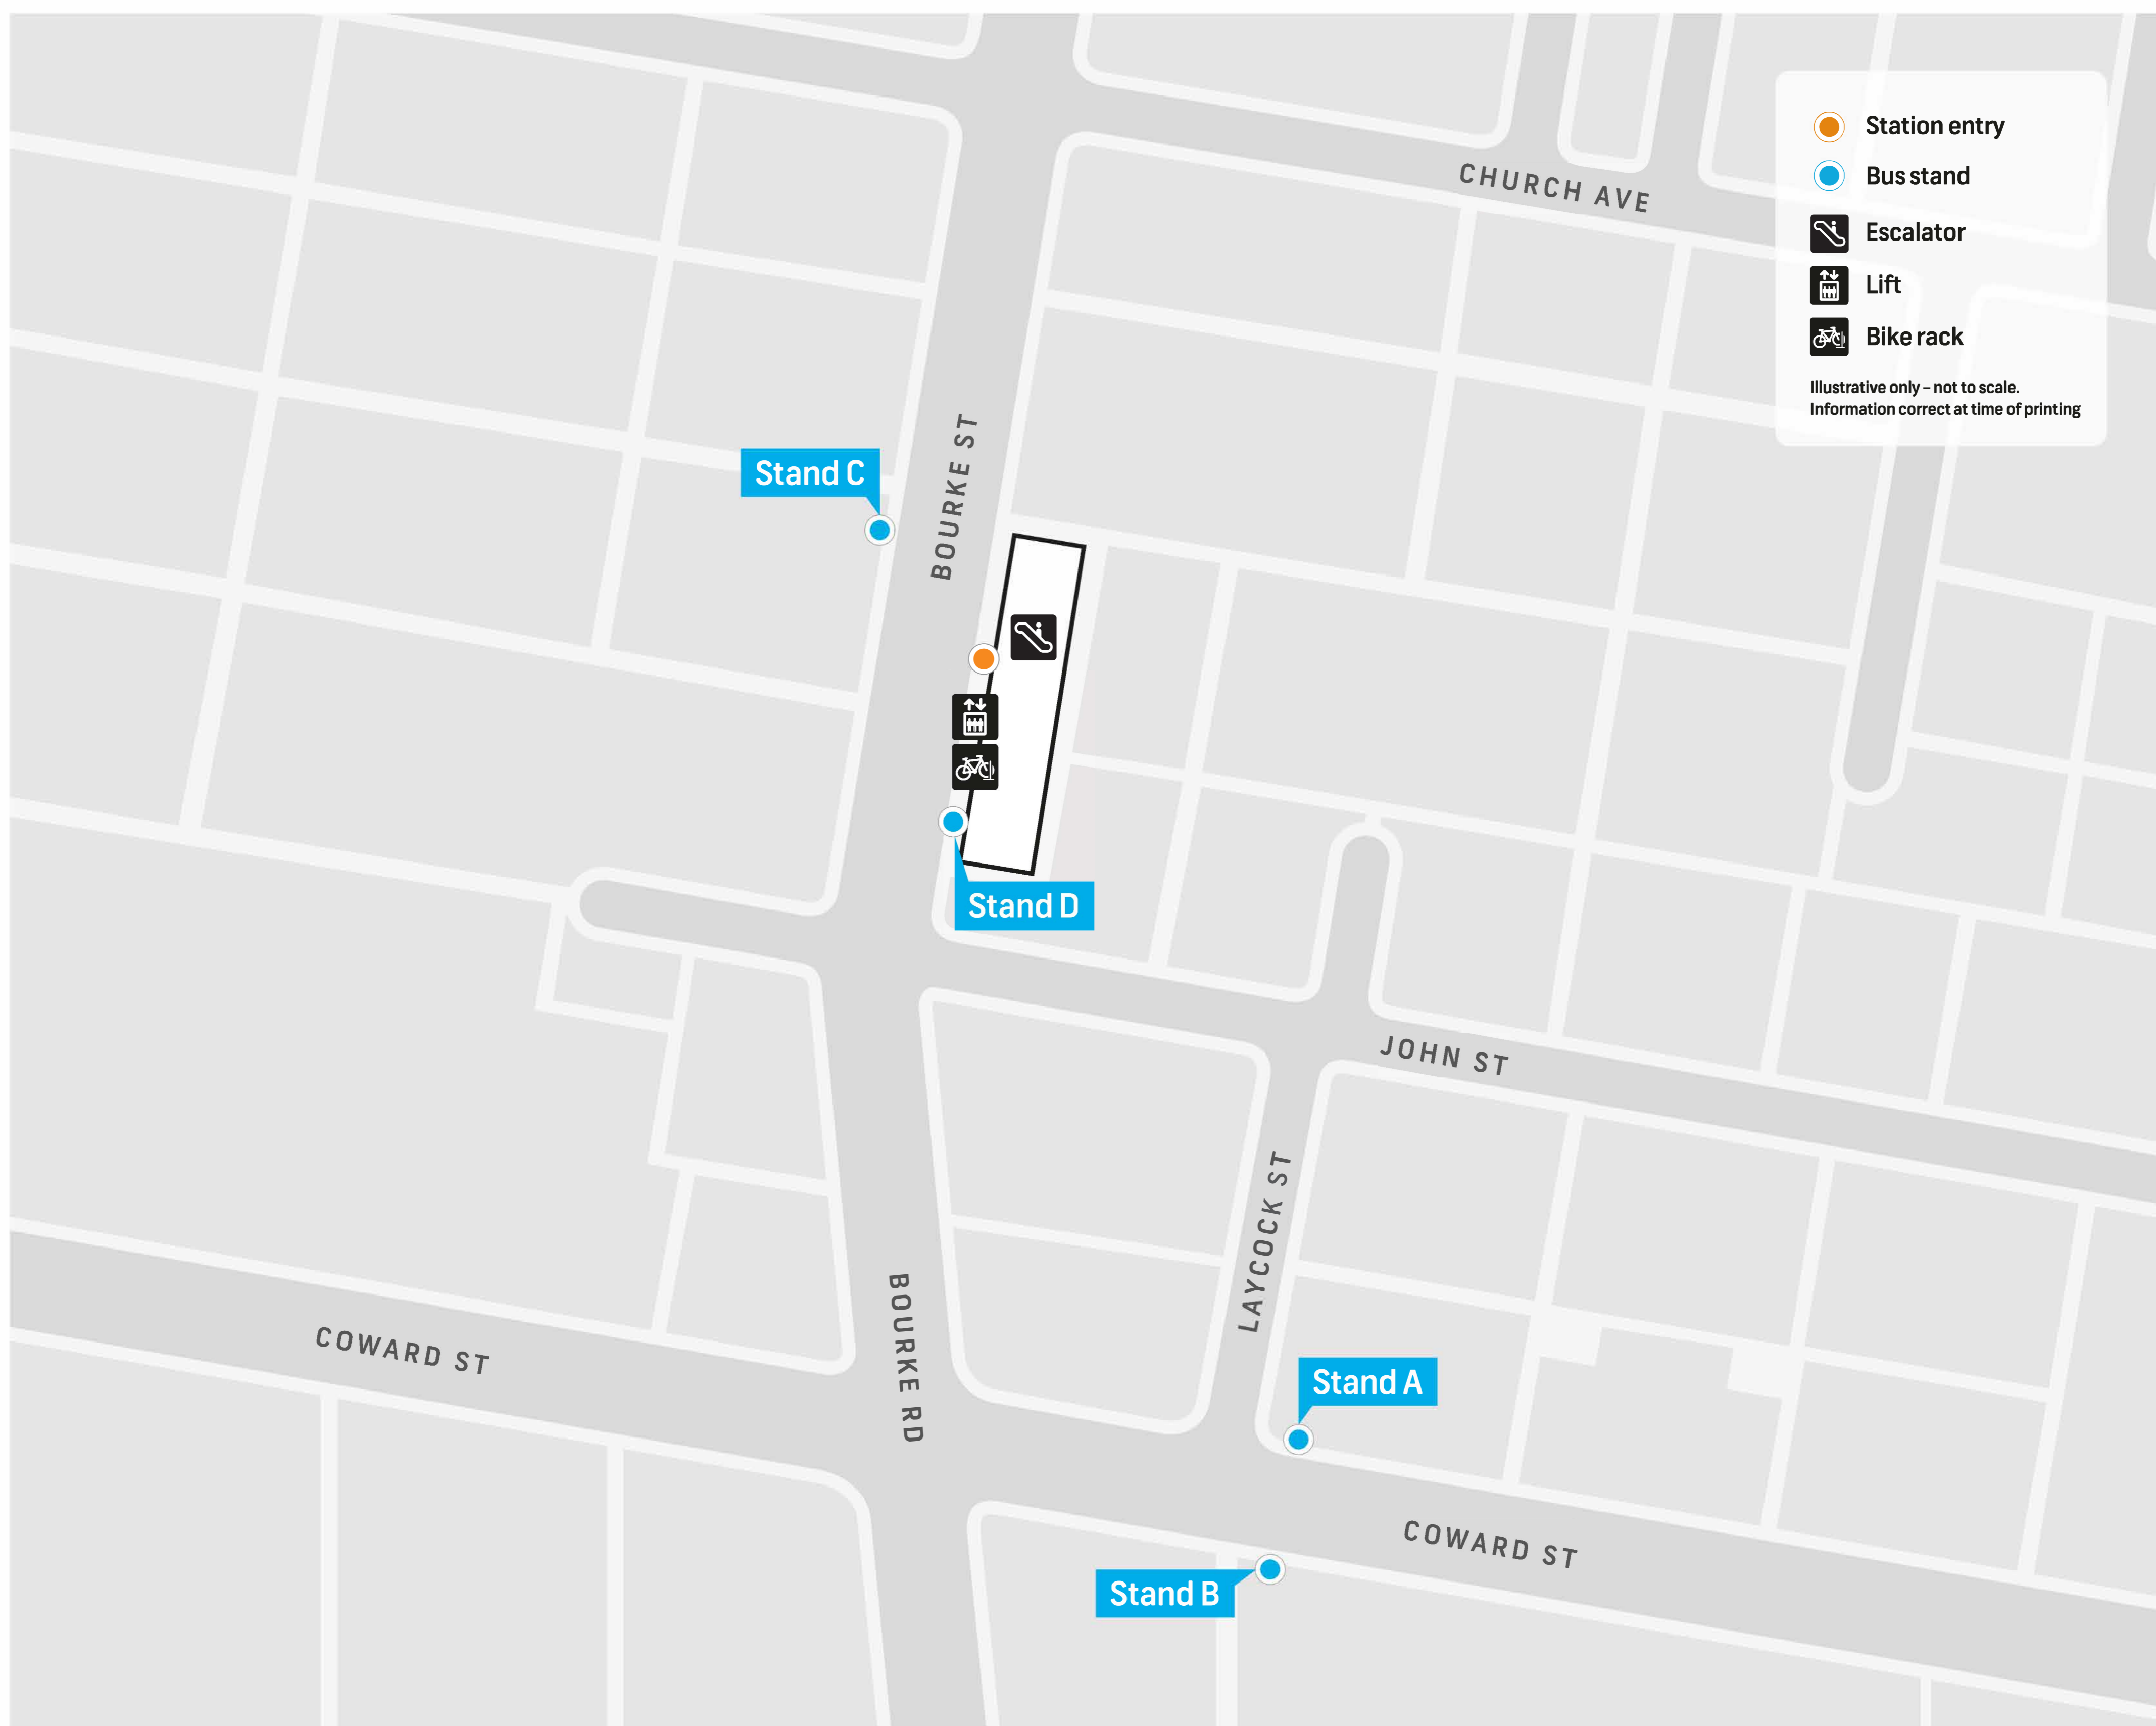 Station entry
Bus stand
Escalator
Lift
Bike rack
Illustrative only – not to scale.
Information correct at time of printing
CHURCH AVE
BOURKE ST
Stand C
Stand D
JOHN ST
LAYCOCK ST
BOURKE RD
COWARD ST
Stand A
COWARD ST
Stand B